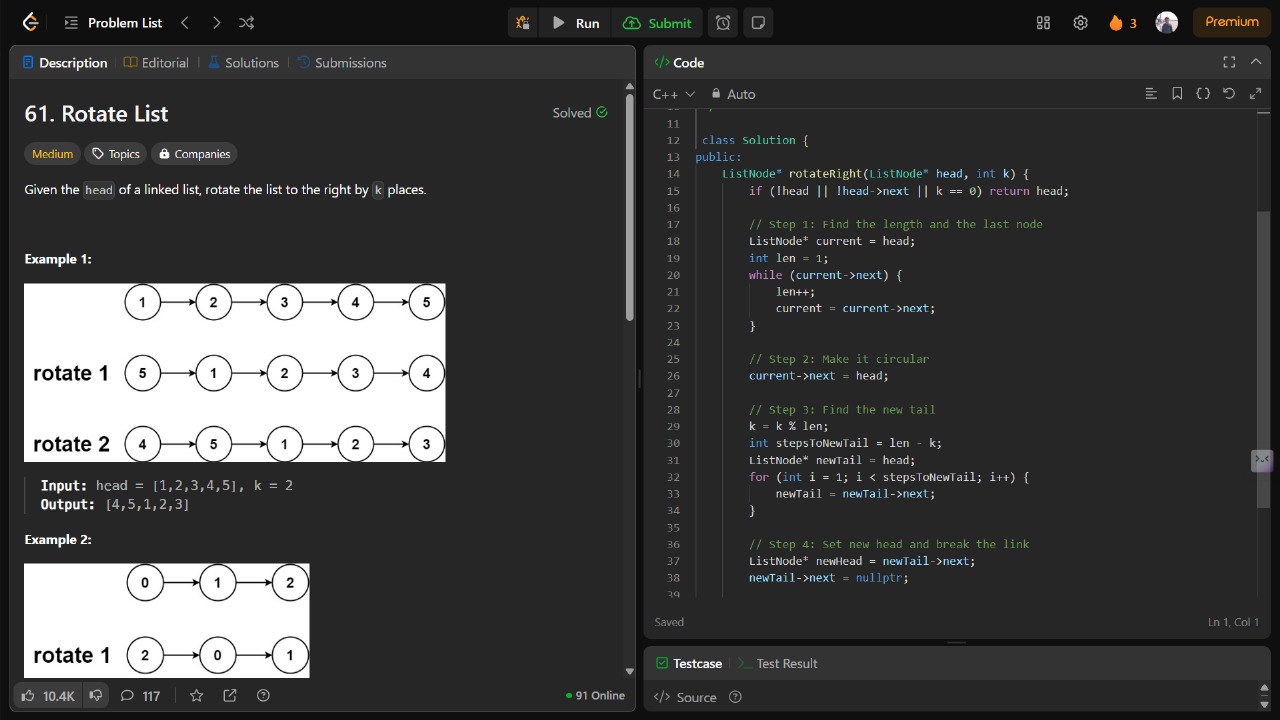 Problem List
Run
Submit
3
Premium
Description | Editorial | Solutions | Submissions
61. Rotate List
Solved
Medium
Topics
Companies
Given the head of a linked list, rotate the list to the right by k places.
Example 1:
1 2 3 4 5
rotate 1 5 1 2 3 4
rotate 2 4 5 1 2 3
Input: head = [1,2,3,4,5], k = 2
Output: [4,5,1,2,3]
Example 2:
0 1 2
rotate 1 2 0 1
10.4K
117
91 Online
</> Code
C++
Auto
11
12 class Solution {
13 public:
14 ListNode* rotateRight(ListNode* head, int k) {
15 if (!head || !head->next || k == 0) return head;
16
17 // Step 1: Find the length and the last node
18 ListNode* current = head;
19 int len = 1;
20 while (current->next) {
21 len++;
22 current = current->next;
23 }
24
25 // Step 2: Make it circular
26 current->next = head;
27
28 // Step 3: Find the new tail
29 k = k % len;
30 int stepsToNewTail = len - k;
31 ListNode* newTail = head;
32 for (int i = 1; i < stepsToNewTail; i++) {
33 newTail = newTail->next;
34 }
35
36 // Step 4: Set new head and break the link
37 ListNode* newHead = newTail->next;
38 newTail->next = nullptr;
39
Saved
Ln 1, Col 1
Testcase
>_ Test Result
</> Source